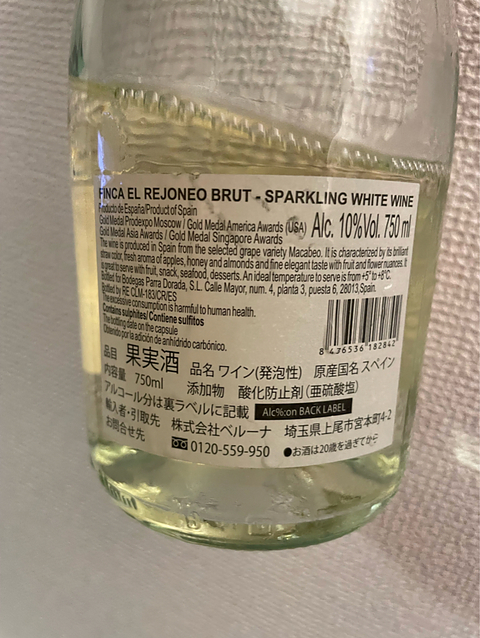 FINCA EL REJONEO BRUT - SPARKLING WHITE WINE
Producto de España/Product of Spain
Gold Medal Prodexpo Moscow / Gold Medal America Awards (USA) Alc. 10%Vol. 750 ml
Gold Medal Asia Awards / Gold Medal Singapore Awards
The wine is produced in Spain from the selected grape variety Macabeo. It is characterized by its brilliant
straw color, fresh aroma of apples, honey and almonds and fine elegant taste with fruit and flower nuances. It
is great to serve with fruit, snack, seafood, desserts. An ideal temperature to serve is from +5° to +8°C.
Bottled for Bodegas Parra Dorada, S.L. Calle Mayor, num. 4, planta 3, puesta 6, 28013, Spain.
Bottled by RE CLM-183/CR/ES
The excessive consumption is harmful to human health.
Contains sulphites/Contiene sulfitos
The bottling date on the capsule
Obtenido por la adición de anhídrido carbónico.
8 436536 182842
品目 果実酒 品名 ワイン(発泡性) 原産国名 スペイン
内容量 750ml 添加物 酸化防止剤(亜硫酸塩)
アルコール分は裏ラベルに記載 Alc%:on BACK LABEL
輸入者・引取先 株式会社ベルーナ 埼玉県上尾市宮本町4-2
お問合せ先 0120-559-950 ●お酒は20歳を過ぎてから